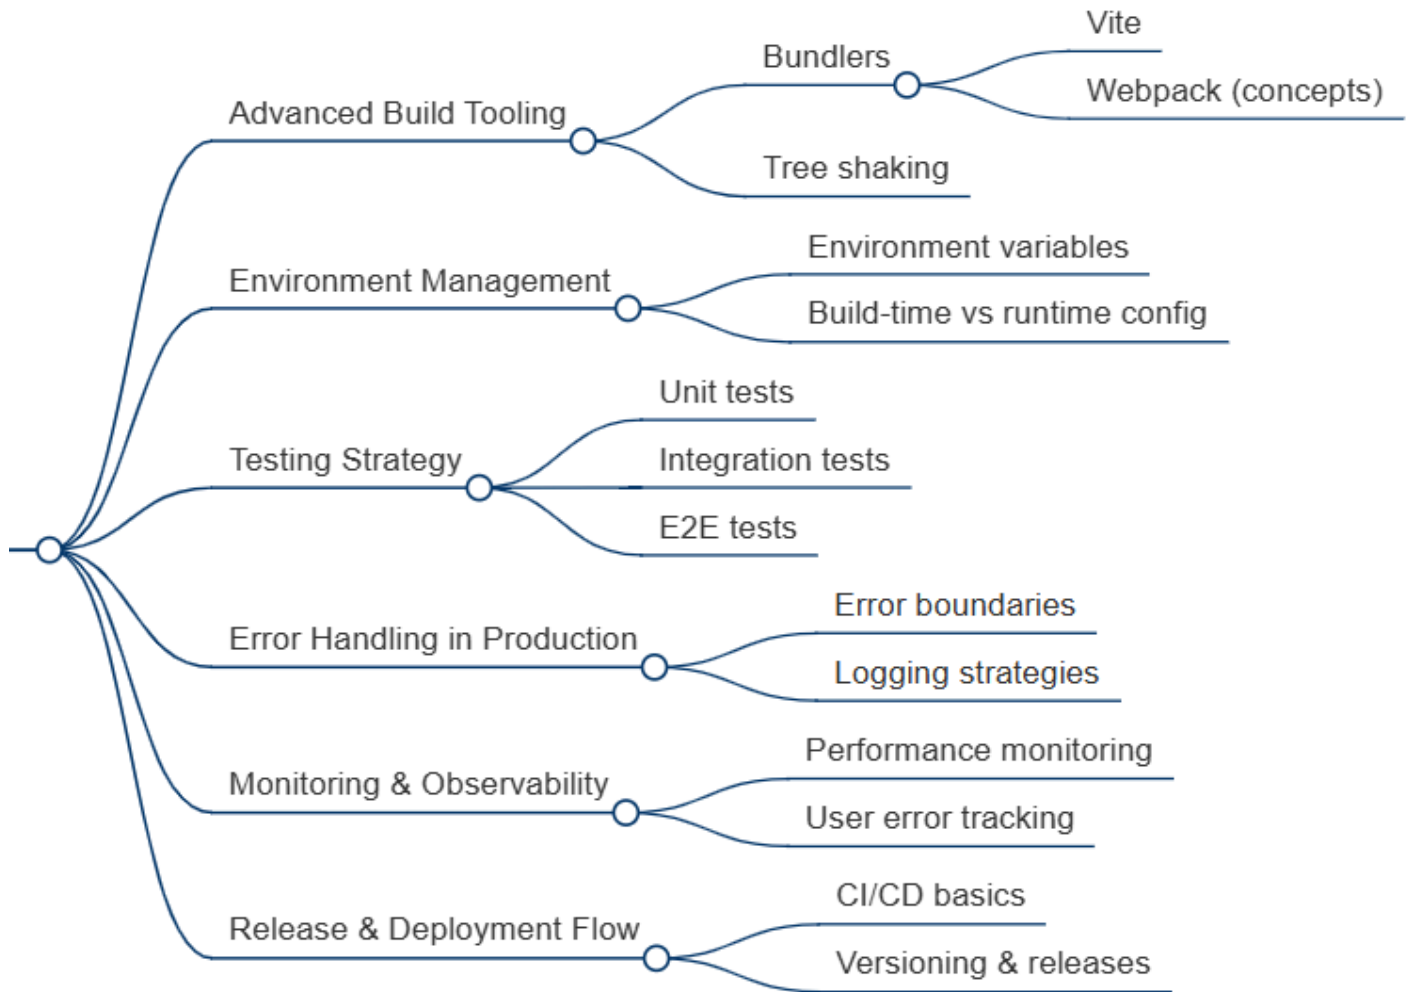 Advanced Build Tooling
Bundlers
Vite
Webpack (concepts)
Tree shaking
Environment Management
Environment variables
Build-time vs runtime config
Testing Strategy
Unit tests
Integration tests
E2E tests
Error Handling in Production
Error boundaries
Logging strategies
Monitoring & Observability
Performance monitoring
User error tracking
Release & Deployment Flow
CI/CD basics
Versioning & releases